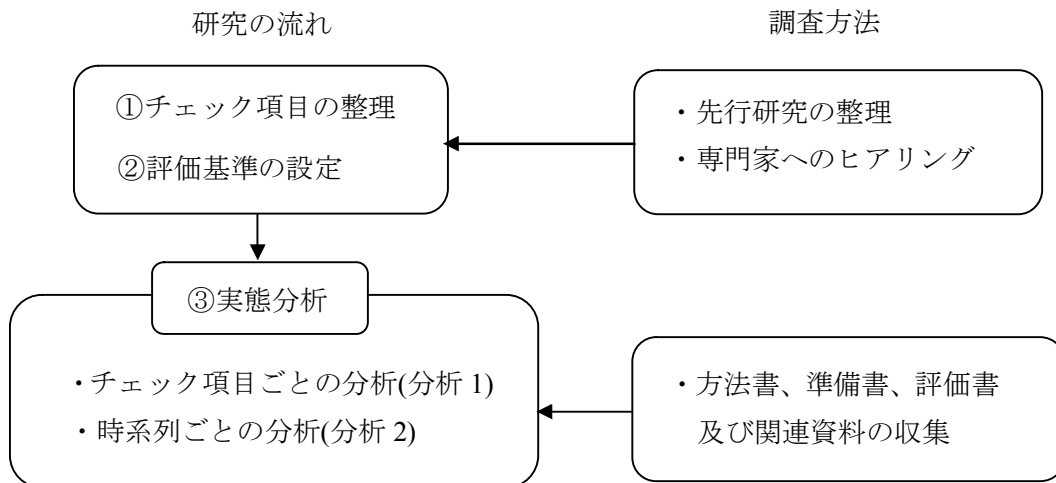 研究の流れ
調査方法
①チェック項目の整理
②評価基準の設定
・先行研究の整理
・専門家へのヒアリング
③実態分析
・チェック項目ごとの分析(分析 1)
・時系列ごとの分析(分析 2)
・方法書、準備書、評価書
及び関連資料の収集